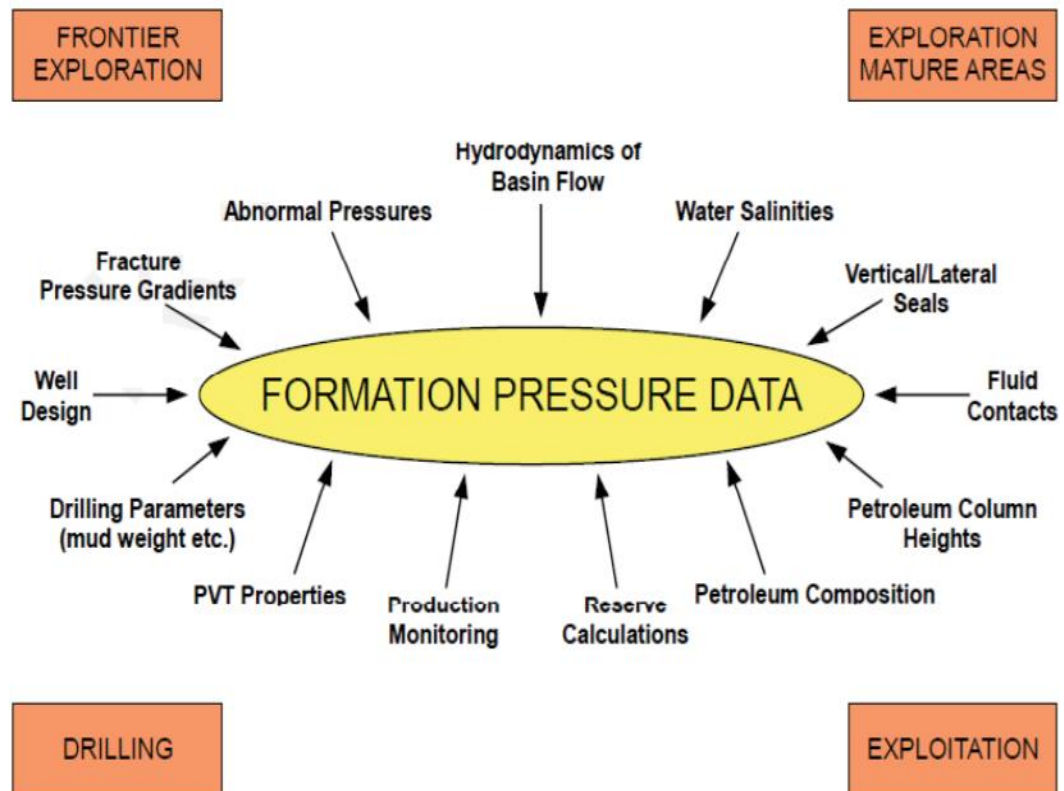 FRONTIER
EXPLORATION
EXPLORATION
MATURE AREAS
Hydrodynamics of
Basin Flow
Abnormal Pressures
Water Salinities
Fracture
Pressure Gradients
Vertical/Lateral
Seals
Well
Design
FORMATION PRESSURE DATA
Fluid
Contacts
Drilling Parameters
(mud weight etc.)
Petroleum Column
Heights
PVT Properties
Production
Monitoring
Reserve
Calculations
Petroleum Composition
DRILLING
EXPLOITATION